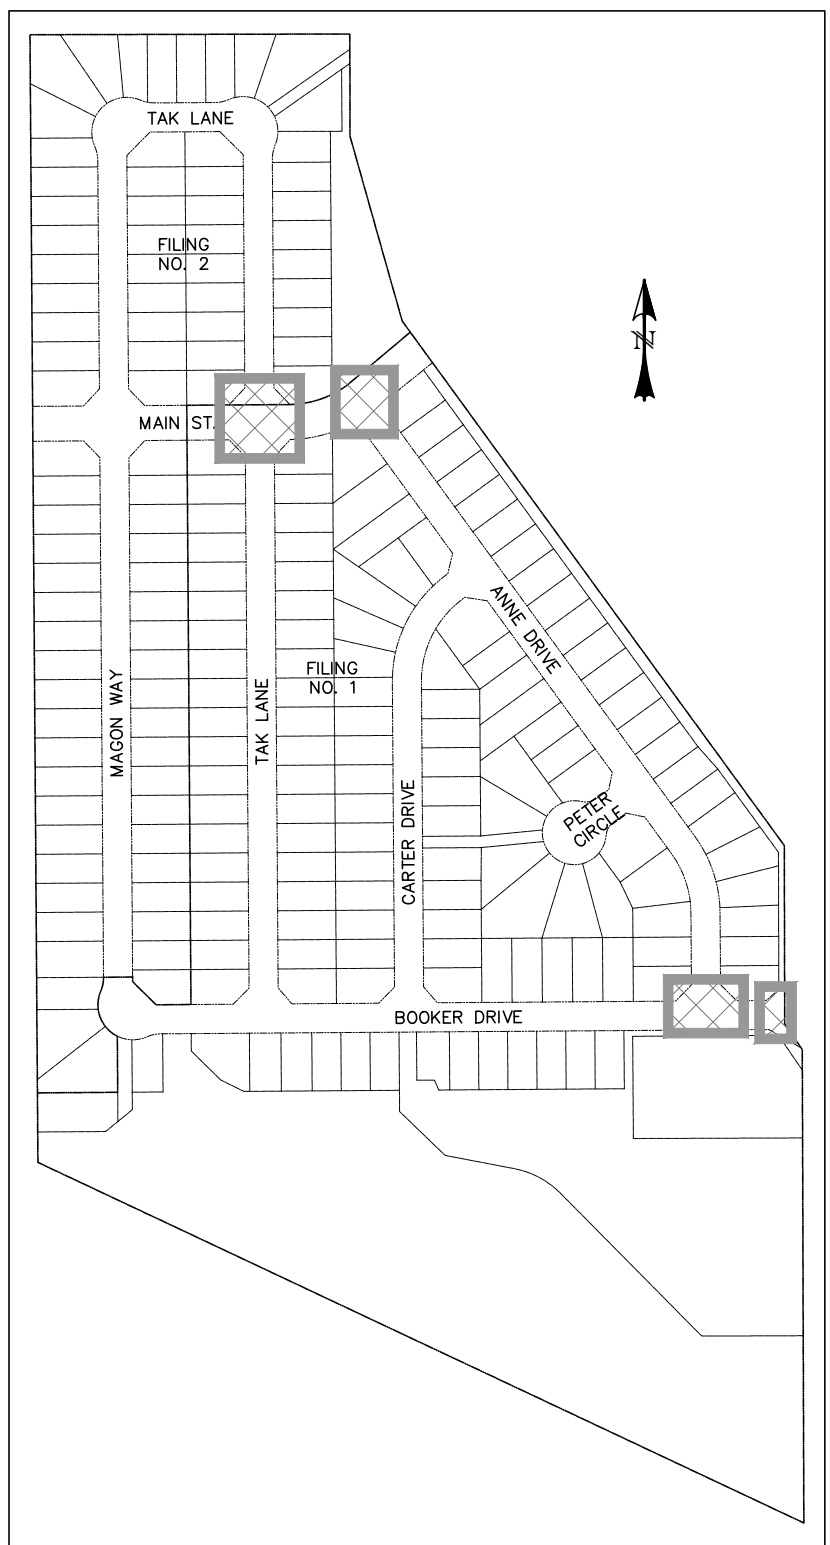 TAK LANE
FILING
NO. 2
N
MAIN ST.
ANNE DRIVE
FILING
NO. 1
MAGON WAY
TAK LANE
CARTER DRIVE
PETER
CIRCLE
BOOKER DRIVE